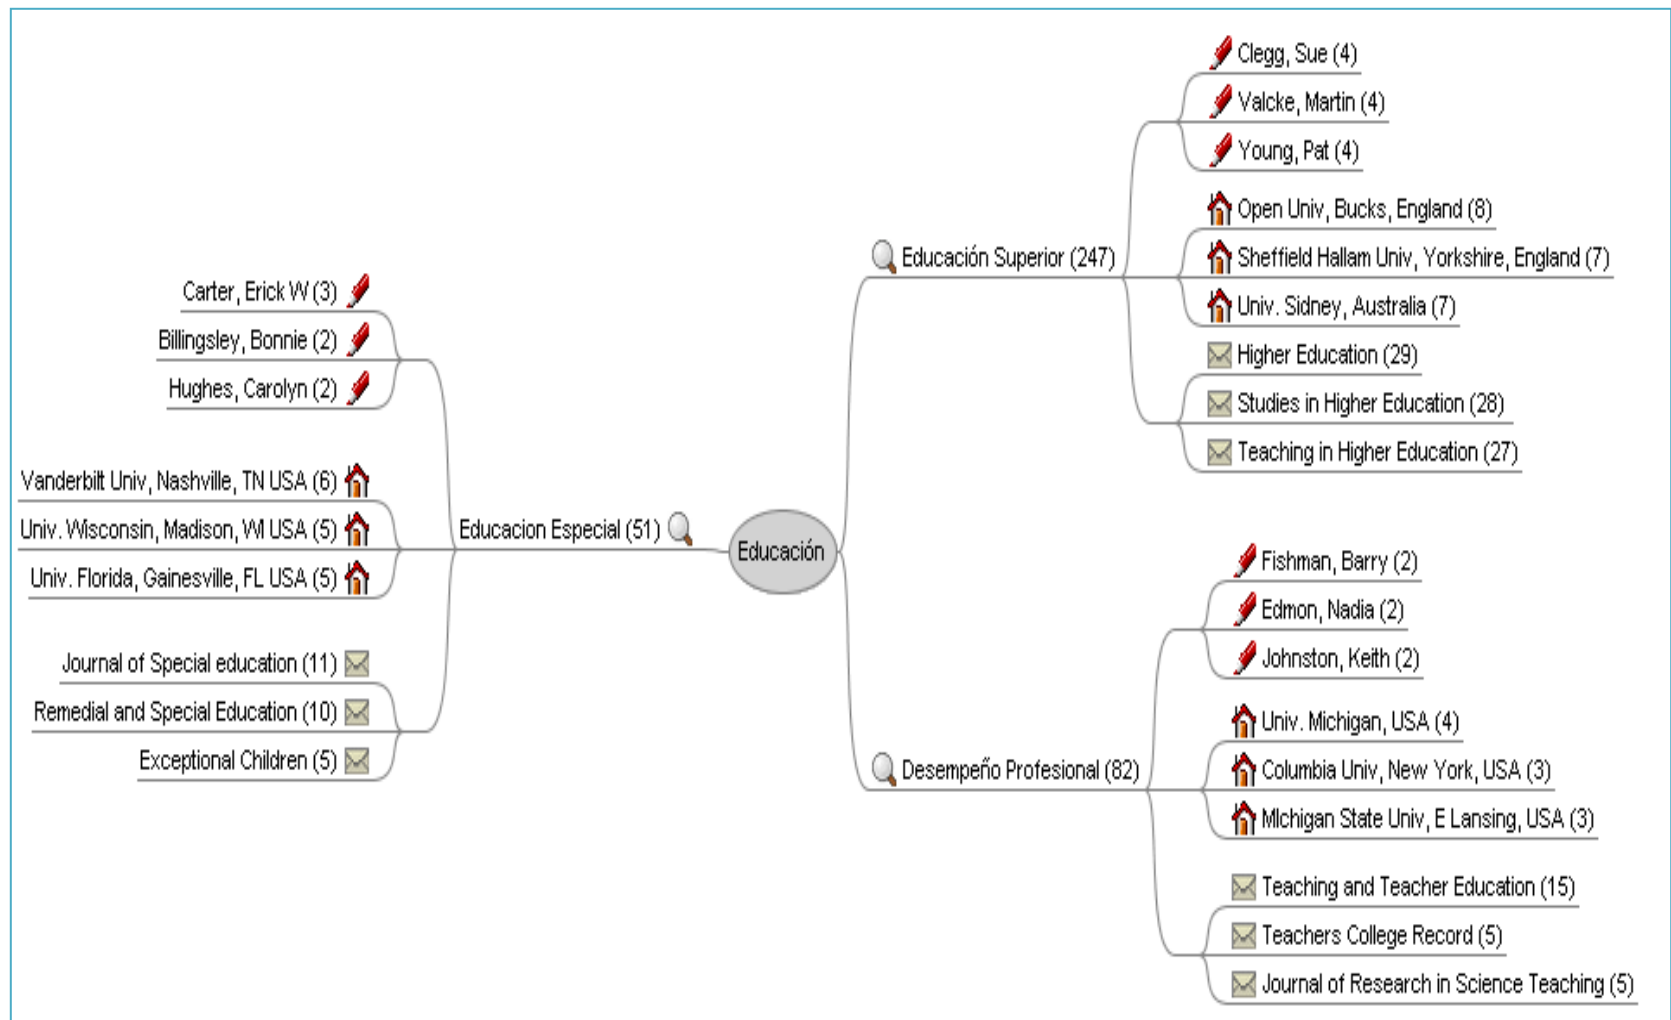 Educación
Educacion Especial (51)
Carter, Erick W (3)
Billingsley, Bonnie (2)
Hughes, Carolyn (2)
Vanderbilt Univ, Nashville, TN USA (6)
Univ. Wisconsin, Madison, WI USA (5)
Univ. Florida, Gainesville, FL USA (5)
Journal of Special education (11)
Remedial and Special Education (10)
Exceptional Children (5)
Educación Superior (247)
Clegg, Sue (4)
Valcke, Martin (4)
Young, Pat (4)
Open Univ, Bucks, England (8)
Sheffield Hallam Univ, Yorkshire, England (7)
Univ. Sidney, Australia (7)
Higher Education (29)
Studies in Higher Education (28)
Teaching in Higher Education (27)
Desempeño Profesional (82)
Fishman, Barry (2)
Edmon, Nadia (2)
Johnston, Keith (2)
Univ. Michigan, USA (4)
Columbia Univ, New York, USA (3)
MIchigan State Univ, E Lansing, USA (3)
Teaching and Teacher Education (15)
Teachers College Record (5)
Journal of Research in Science Teaching (5)